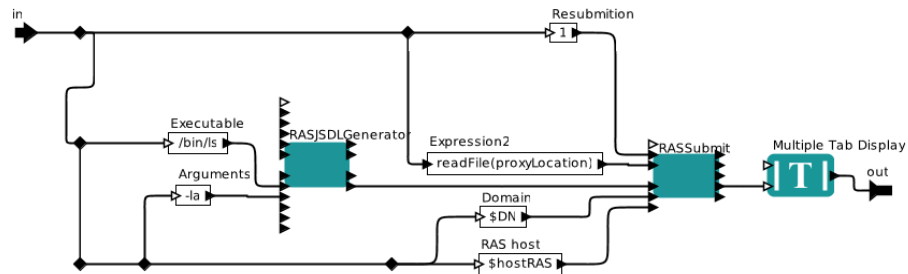 in
Resubmition
1
Executable
/bin/ls
RASJSDLGenerator
Expression2
readFile(proxyLocation)
RASSubmit
Multiple Tab Display
T
out
Arguments
-la
Domain
$DN
RAS host
$hostRAS